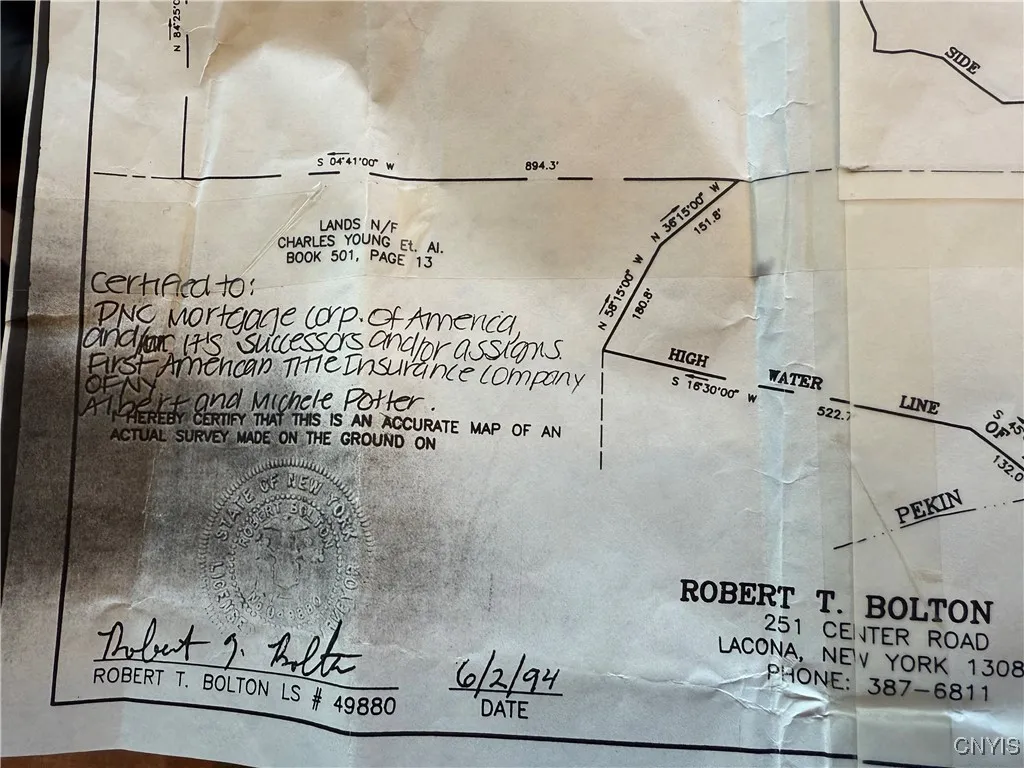 N 84°25'0
SIDE
S 04°41'00" W 894.3'
N 36°15'00" W
151.8'
LANDS N/F
CHARLES YOUNG Et. Al.
BOOK 501, PAGE 13
N 58°15'00" W
180.8'
Certified to:
PNC Mortgage Corp. of America,
and/or it's successors and/or assigns.
First American Title Insurance Company
OF NY
Albert and Michele Potter.
I HEREBY CERTIFY THAT THIS IS AN ACCURATE MAP OF AN
ACTUAL SURVEY MADE ON THE GROUND ON
HIGH WATER LINE OF
S 16°30'00" W 522.7
S 45
132.0
PEKIN
STATE OF NEW YORK
ROBERT BOLTON
LICENSED SURVEYOR
Robert T. Bolton
ROBERT T. BOLTON LS # 49880
6/2/94
DATE
ROBERT T. BOLTON
251 CENTER ROAD
LACONA, NEW YORK 1308
PHONE: 387-6811
CNYIS